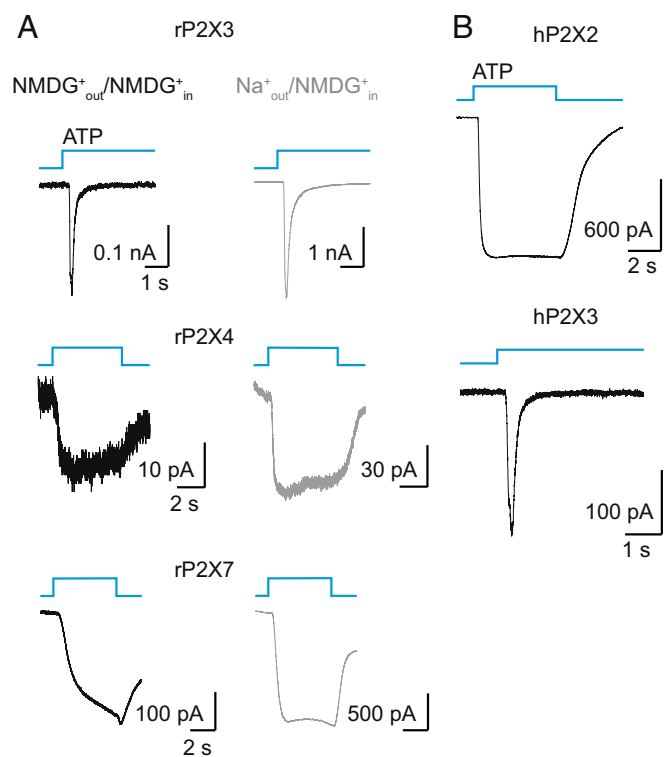 A
rP2X3
NMDG⁺out/NMDG⁺in
Na⁺out/NMDG⁺in
ATP
0.1 nA
1 s
1 nA
rP2X4
10 pA
2 s
30 pA
rP2X7
100 pA
2 s
500 pA
B
hP2X2
ATP
600 pA
2 s
hP2X3
100 pA
1 s